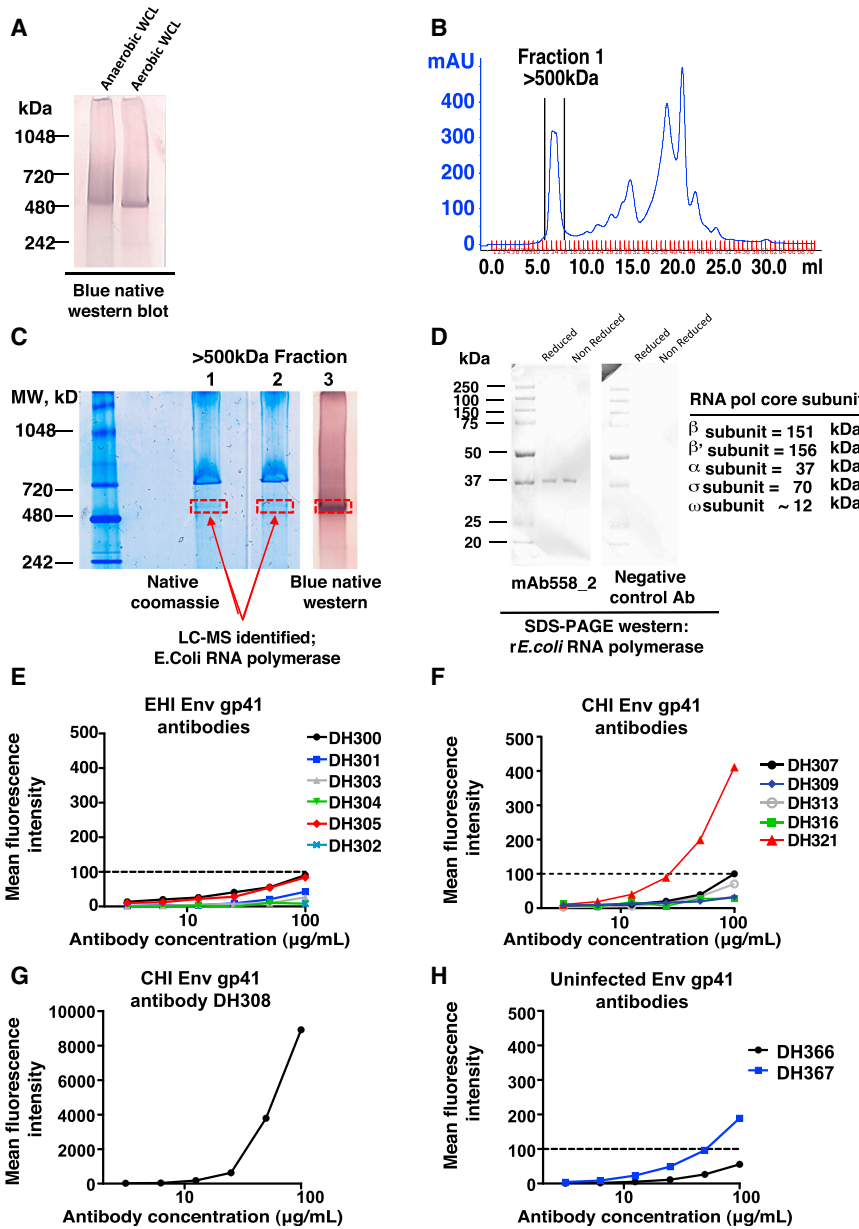 A
Anaerobic WCL
Aerobic WCL
kDa
1048
720
480
242
Blue native
western blot
B
mAU
Fraction 1
>500kDa
400
300
200
100
0
0.0 5.0 10.0 15.0 20.0 25.0 30.0 ml
C
>500kDa Fraction
1 2 3
MW, kD
1048
720
480
242
Native
coomassie
Blue native
western
LC-MS identified;
E.Coli RNA polymerase
D
kDa
Reduced
Non Reduced
Reduced
Non Reduced
250
100
150
75
50
37
25
20
mAb558_2
Negative
control Ab
SDS-PAGE western:
rE.coli RNA polymerase
RNA pol core subunit
β subunit = 151 kDa
β' subunit = 156 kDa
α subunit = 37 kDa
σ subunit = 70 kDa
ω subunit ~ 12 kDa
E
EHI Env gp41
antibodies
Mean fluorescence
intensity
500
400
300
200
100
0
10 100
Antibody concentration (μg/mL)
DH300
DH301
DH303
DH304
DH305
DH302
F
CHI Env gp41
antibodies
Mean fluorescence
intensity
500
400
300
200
100
0
10 100
Antibody concentration (μg/mL)
DH307
DH309
DH313
DH316
DH321
G
CHI Env gp41
antibody DH308
Mean fluorescence
intensity
10000
8000
6000
4000
2000
0
10 100
Antibody concentration (μg/mL)
H
Uninfected Env gp41
antibodies
Mean fluorescence
intensity
500
400
300
200
100
0
10 100
Antibody concentration (μg/mL)
DH366
DH367